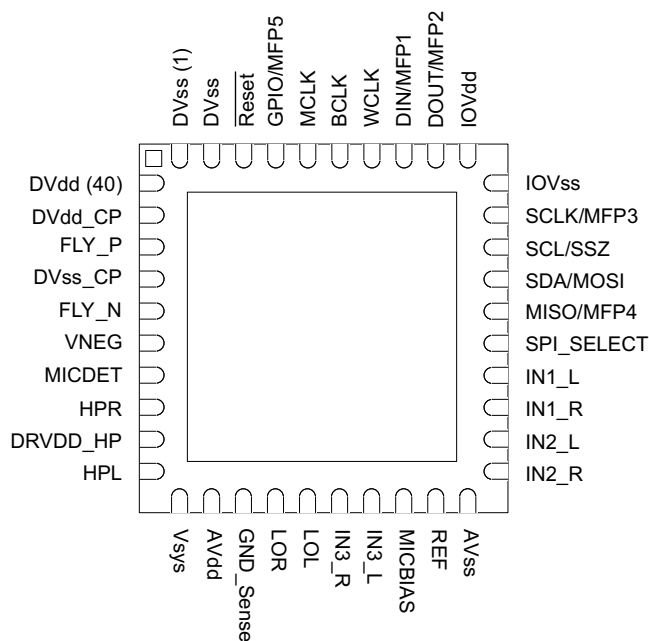 DVss (1)
DVss
Reset
GPIO/MFP5
MCLK
BCLK
WCLK
DIN/MFP1
DOUT/MFP2
IOVdd
DVdd (40)
DVdd_CP
FLY_P
DVss_CP
FLY_N
VNEG
MICDET
HPR
DRVDD_HP
HPL
IOVss
SCLK/MFP3
SCL/SSZ
SDA/MOSI
MISO/MFP4
SPI_SELECT
IN1_L
IN1_R
IN2_L
IN2_R
Vsys
AVdd
GND_Sense
LOR
LOL
IN3_R
IN3_L
MICBIAS
REF
AVss